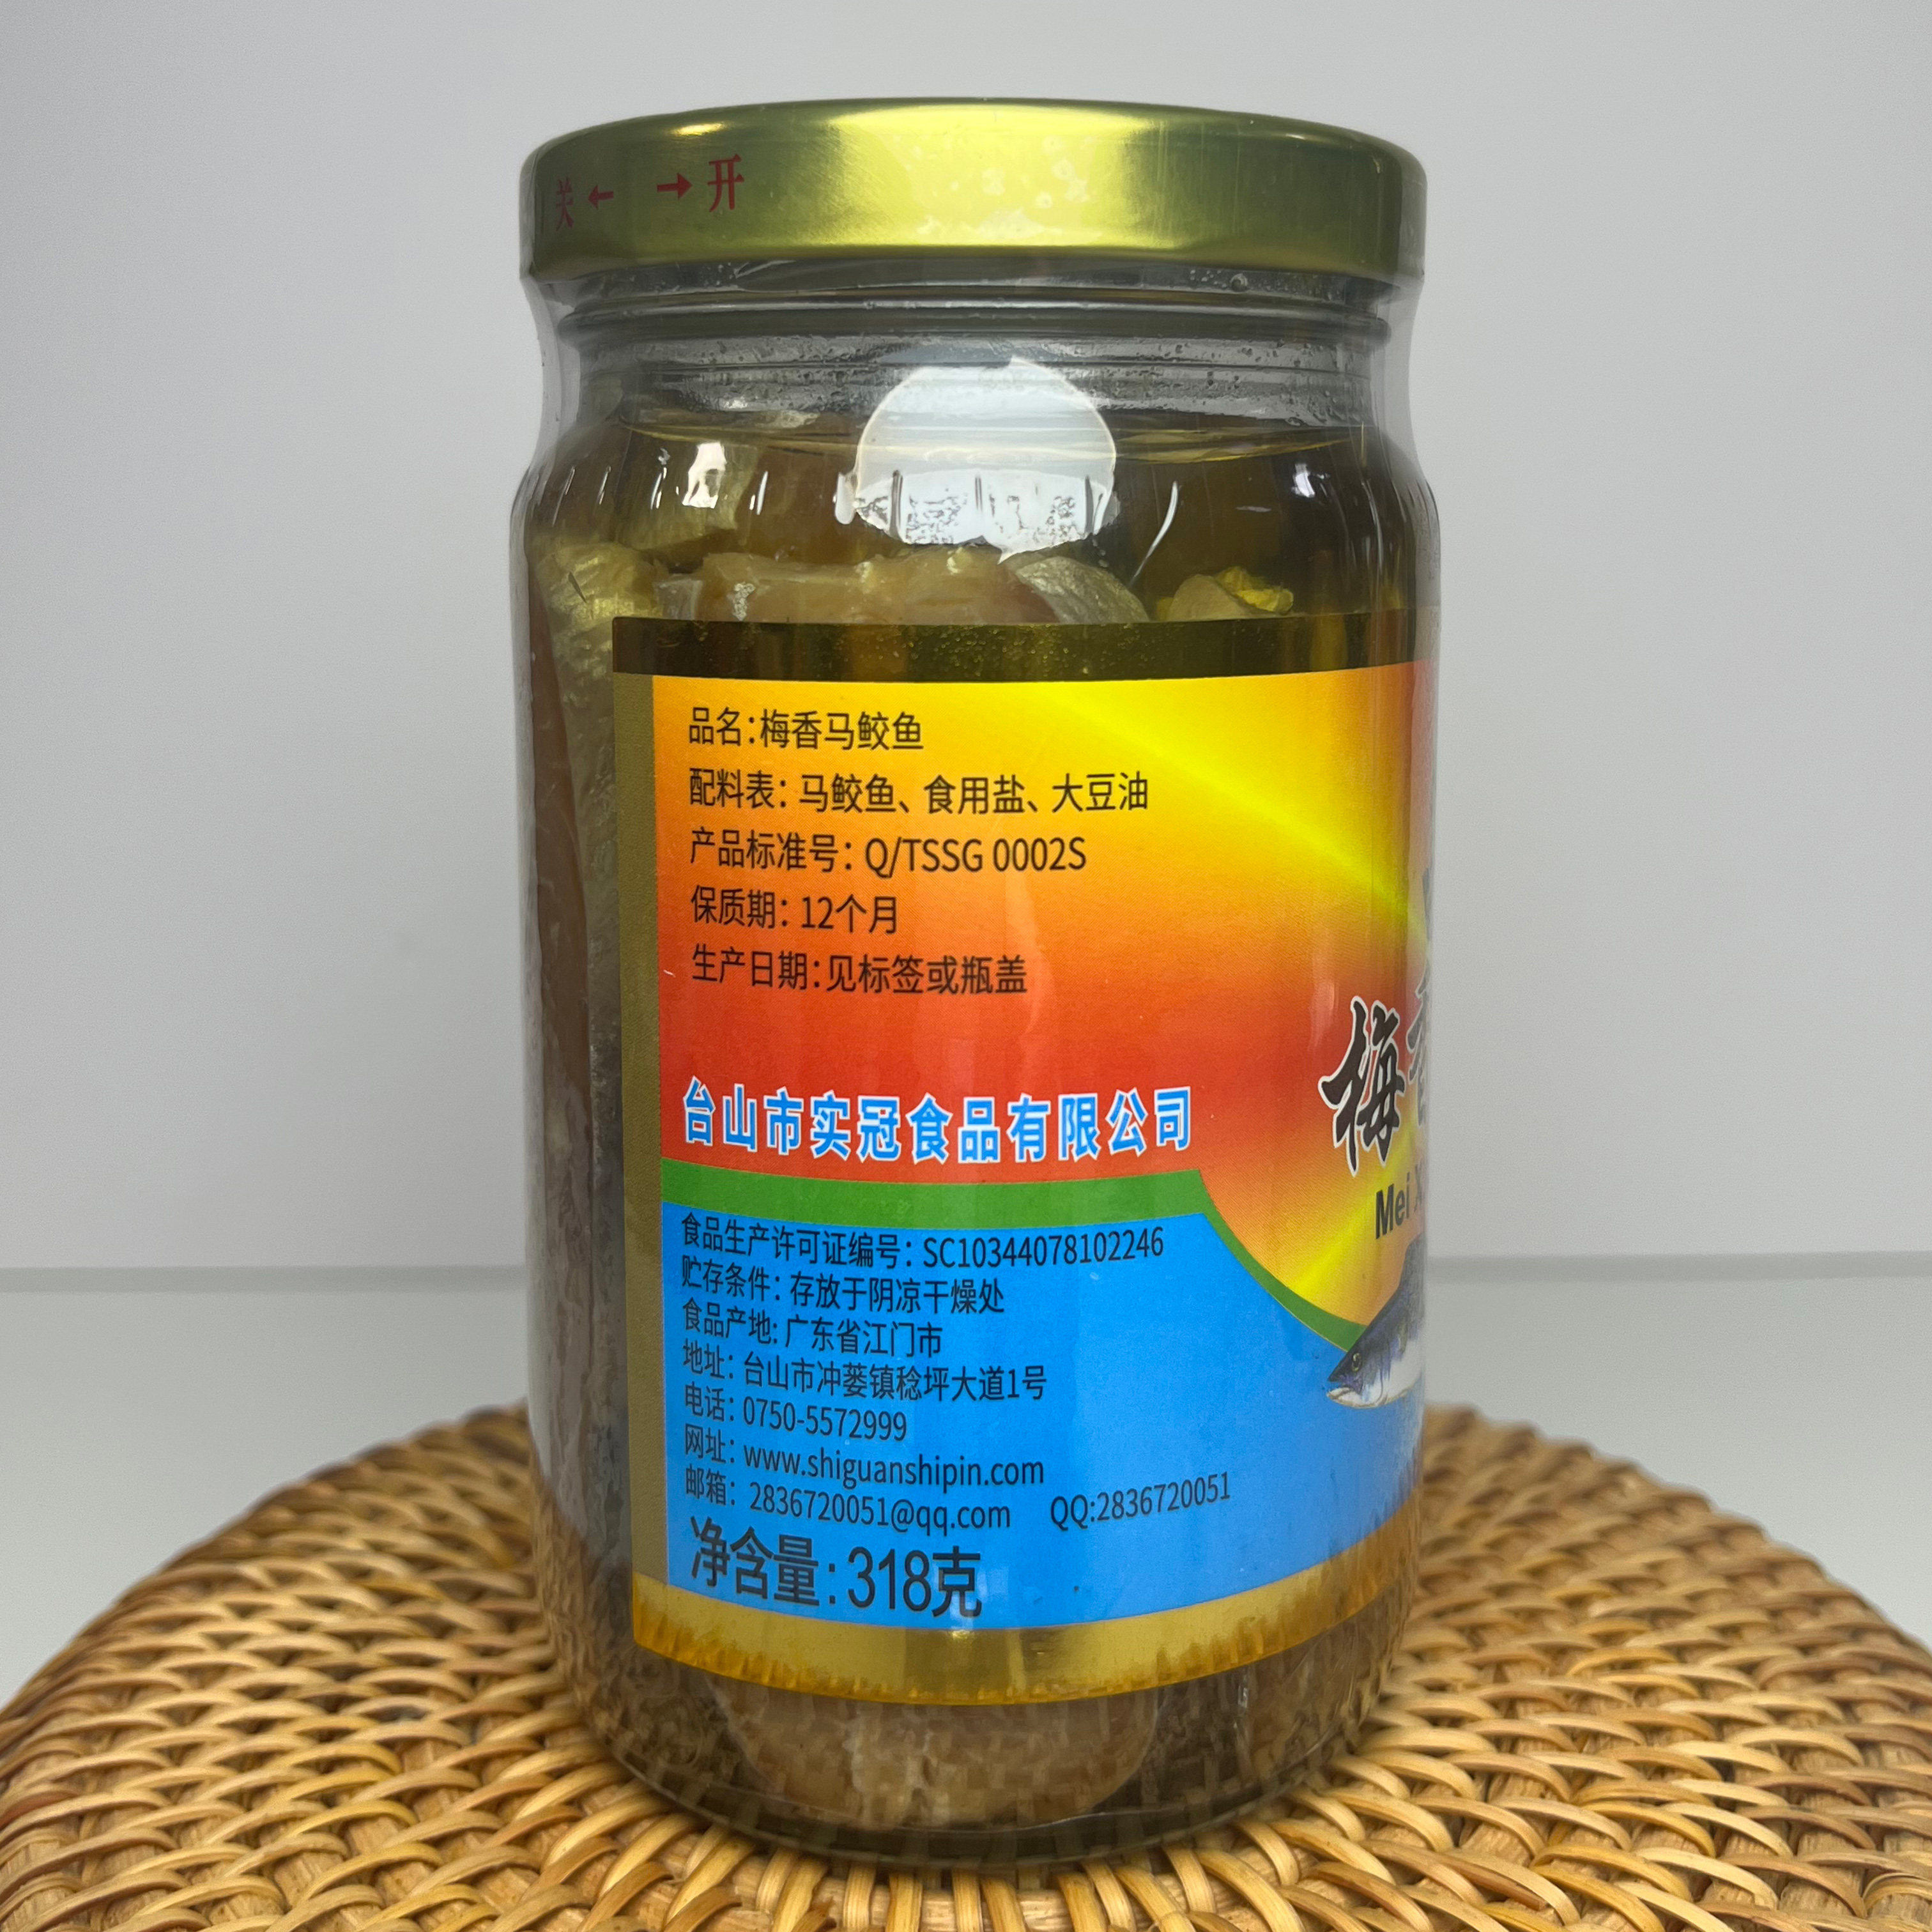 关← →开
品名:梅香马鲛鱼
配料表: 马鲛鱼、食用盐、大豆油
产品标准号: Q/TSSG 0002S
保质期: 12个月
生产日期:见标签或瓶盖
台山市实冠食品有限公司
梅香
Mei
食品生产许可证编号: SC10344078102246
贮存条件: 存放于阴凉干燥处
食品产地: 广东省江门市
地址: 台山市冲蒌镇稔坪大道1号
电话: 0750-5572999
网址: www.shiguanshipin.com
邮箱: 2836720051@qq.com QQ:2836720051
净含量: 318克